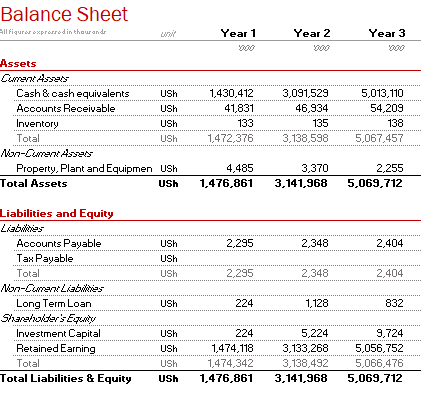 Balance Sheet
All figures expressed in thousands unit Year 1 Year 2 Year 3
'000 '000 '000
Assets
Current Assets
Cash & cash equivalents USh 1,430,412 3,091,529 5,013,110
Accounts Receivable USh 41,831 46,934 54,209
Inventory USh 133 135 138
Total USh 1,472,376 3,138,598 5,067,457
Non-Current Assets
Property, Plant and Equipmen USh 4,485 3,370 2,255
Total Assets USh 1,476,861 3,141,968 5,069,712
Liabilities and Equity
Liabilities
Accounts Payable USh 2,295 2,348 2,404
Tax Payable USh
Total USh 2,295 2,348 2,404
Non-Current Liabilities
Long Term Loan USh 224 1,128 832
Shareholder's Equity
Investment Capital USh 224 5,224 9,724
Retained Earning USh 1,474,118 3,133,268 5,056,752
Total USh 1,474,342 3,138,492 5,066,476
Total Liabilities & Equity USh 1,476,861 3,141,968 5,069,712